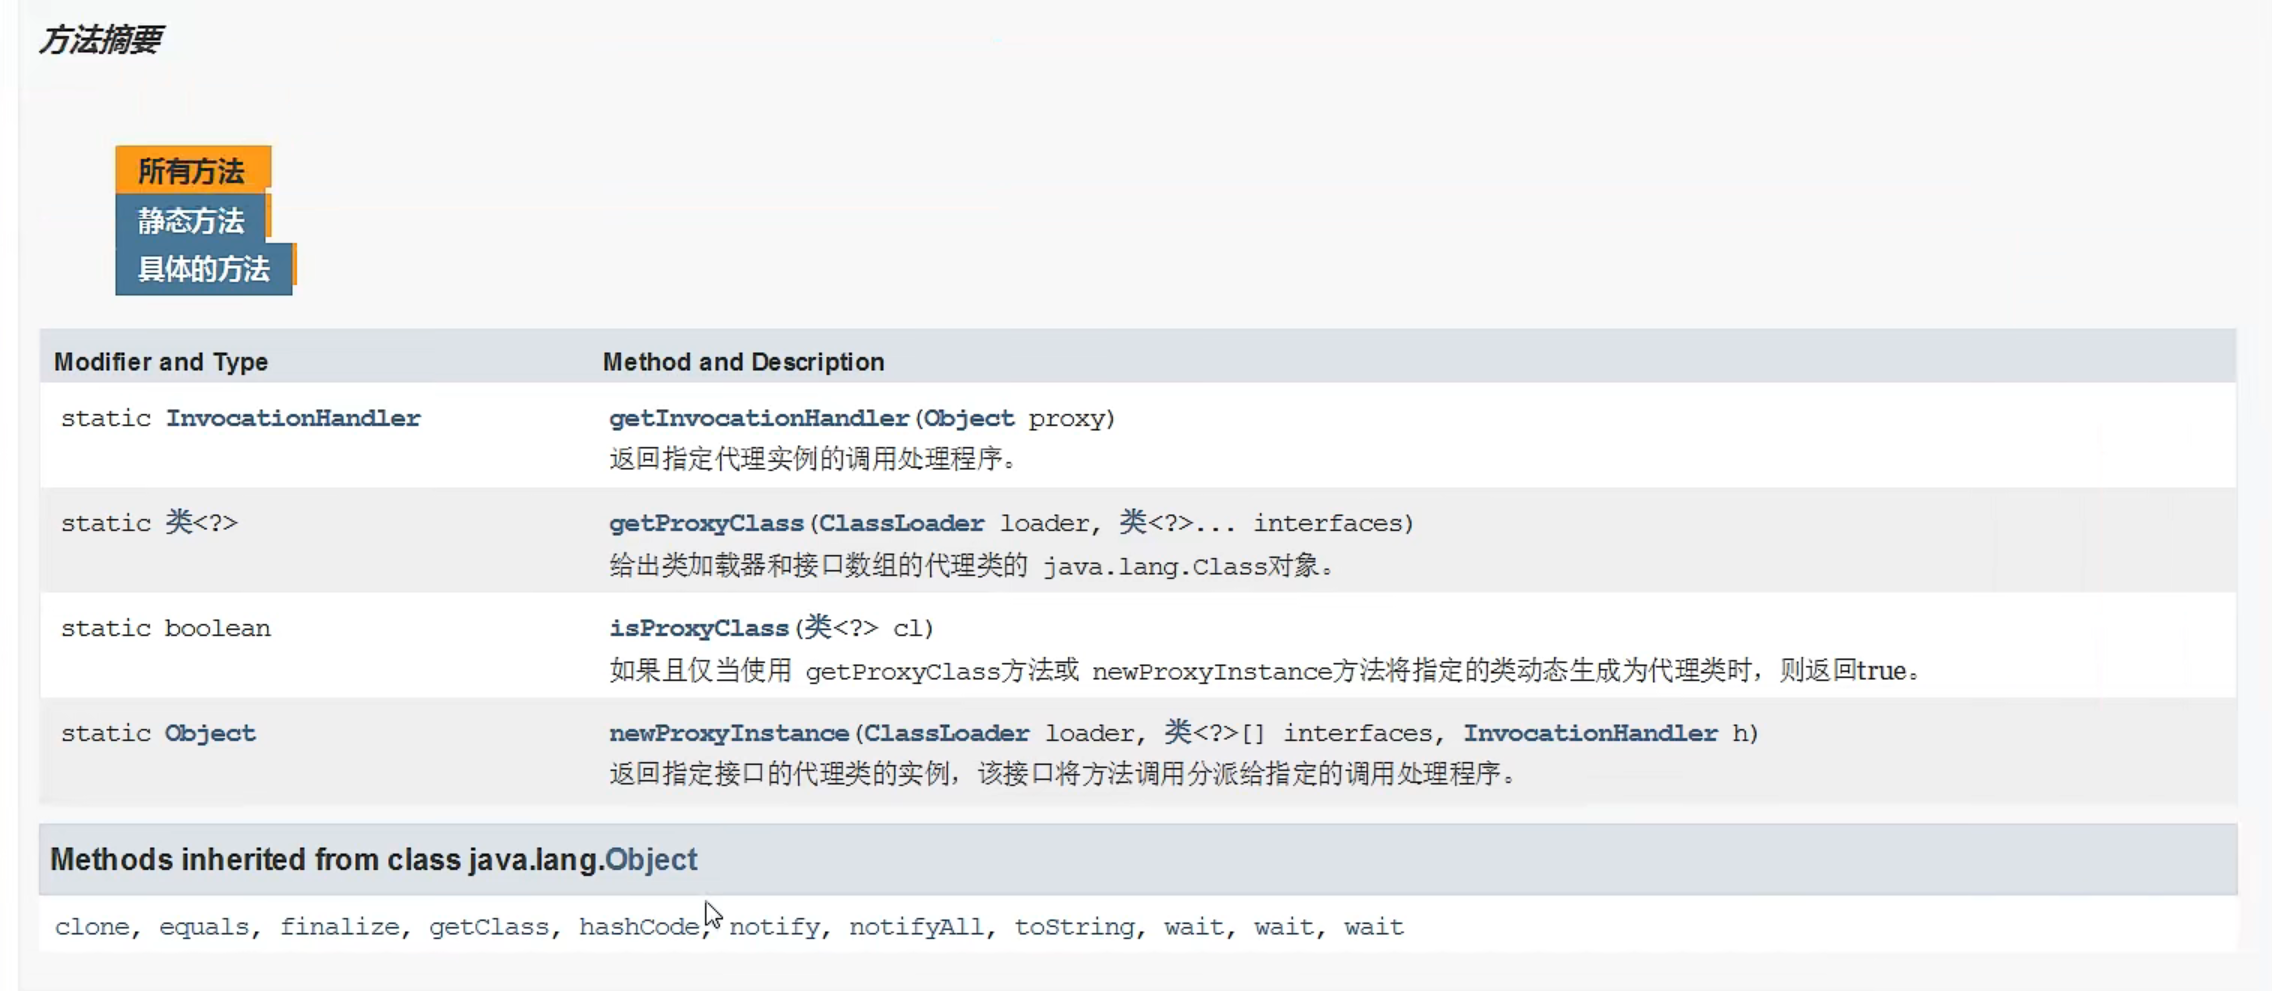 方法摘要
所有方法
静态方法
具体的方法
Modifier and Type Method and Description
static InvocationHandler getInvocationHandler(Object proxy)
返回指定代理实例的调用处理程序。
static 类<?> getProxyClass(ClassLoader loader, 类<?>... interfaces)
给出类加载器和接口数组的代理类的 java.lang.Class对象。
static boolean isProxyClass(类<?> cl)
如果且仅当使用 getProxyClass方法或 newProxyInstance方法将指定的类动态生成为代理类时，则返回true。
static Object newProxyInstance(ClassLoader loader, 类<?>[] interfaces, InvocationHandler h)
返回指定接口的代理类的实例，该接口将方法调用分派给指定的调用处理程序。
Methods inherited from class java.lang.Object
clone, equals, finalize, getClass, hashCode, notify, notifyAll, toString, wait, wait, wait